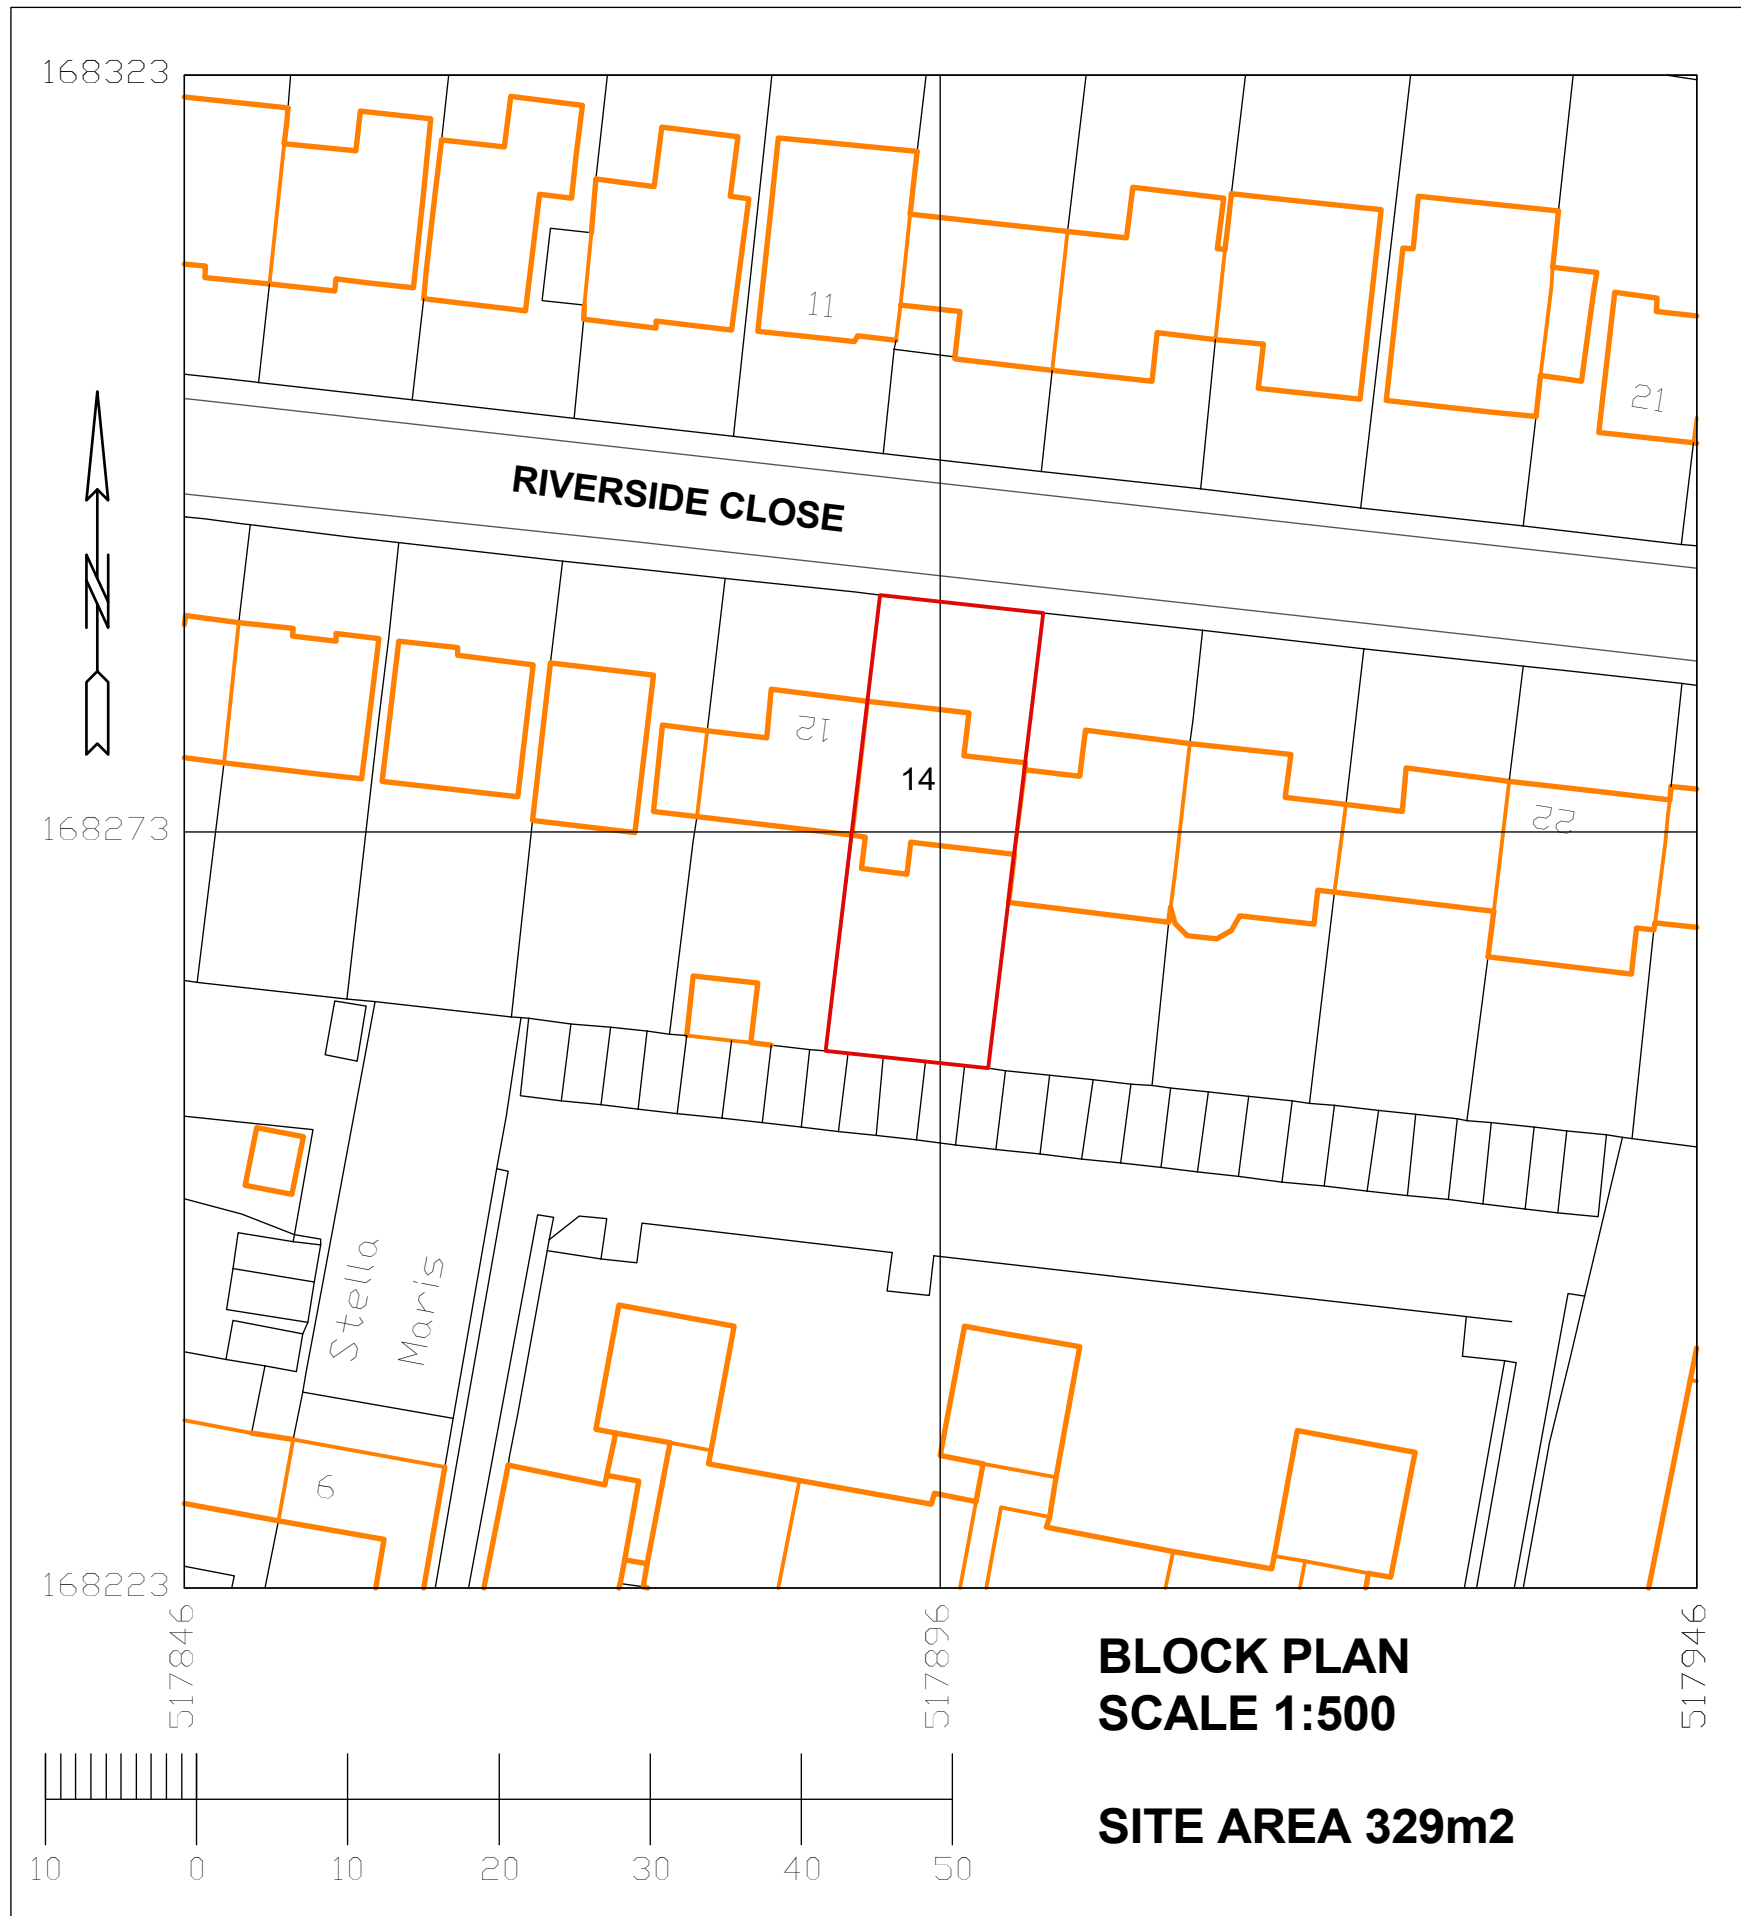 168323
11
21
RIVERSIDE CLOSE
N
12
14
22
168273
Stella
Maris
6
168223
517846
517896
517946
BLOCK PLAN
SCALE 1:500
SITE AREA 329m2
10 0 10 20 30 40 50